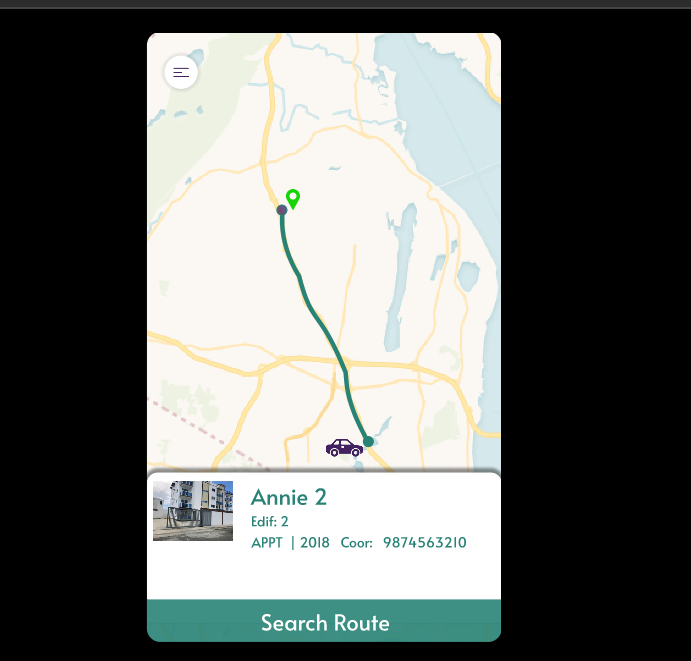 Annie 2
Edif: 2
APPT | 2018 Coor: 9874563210
Search Route